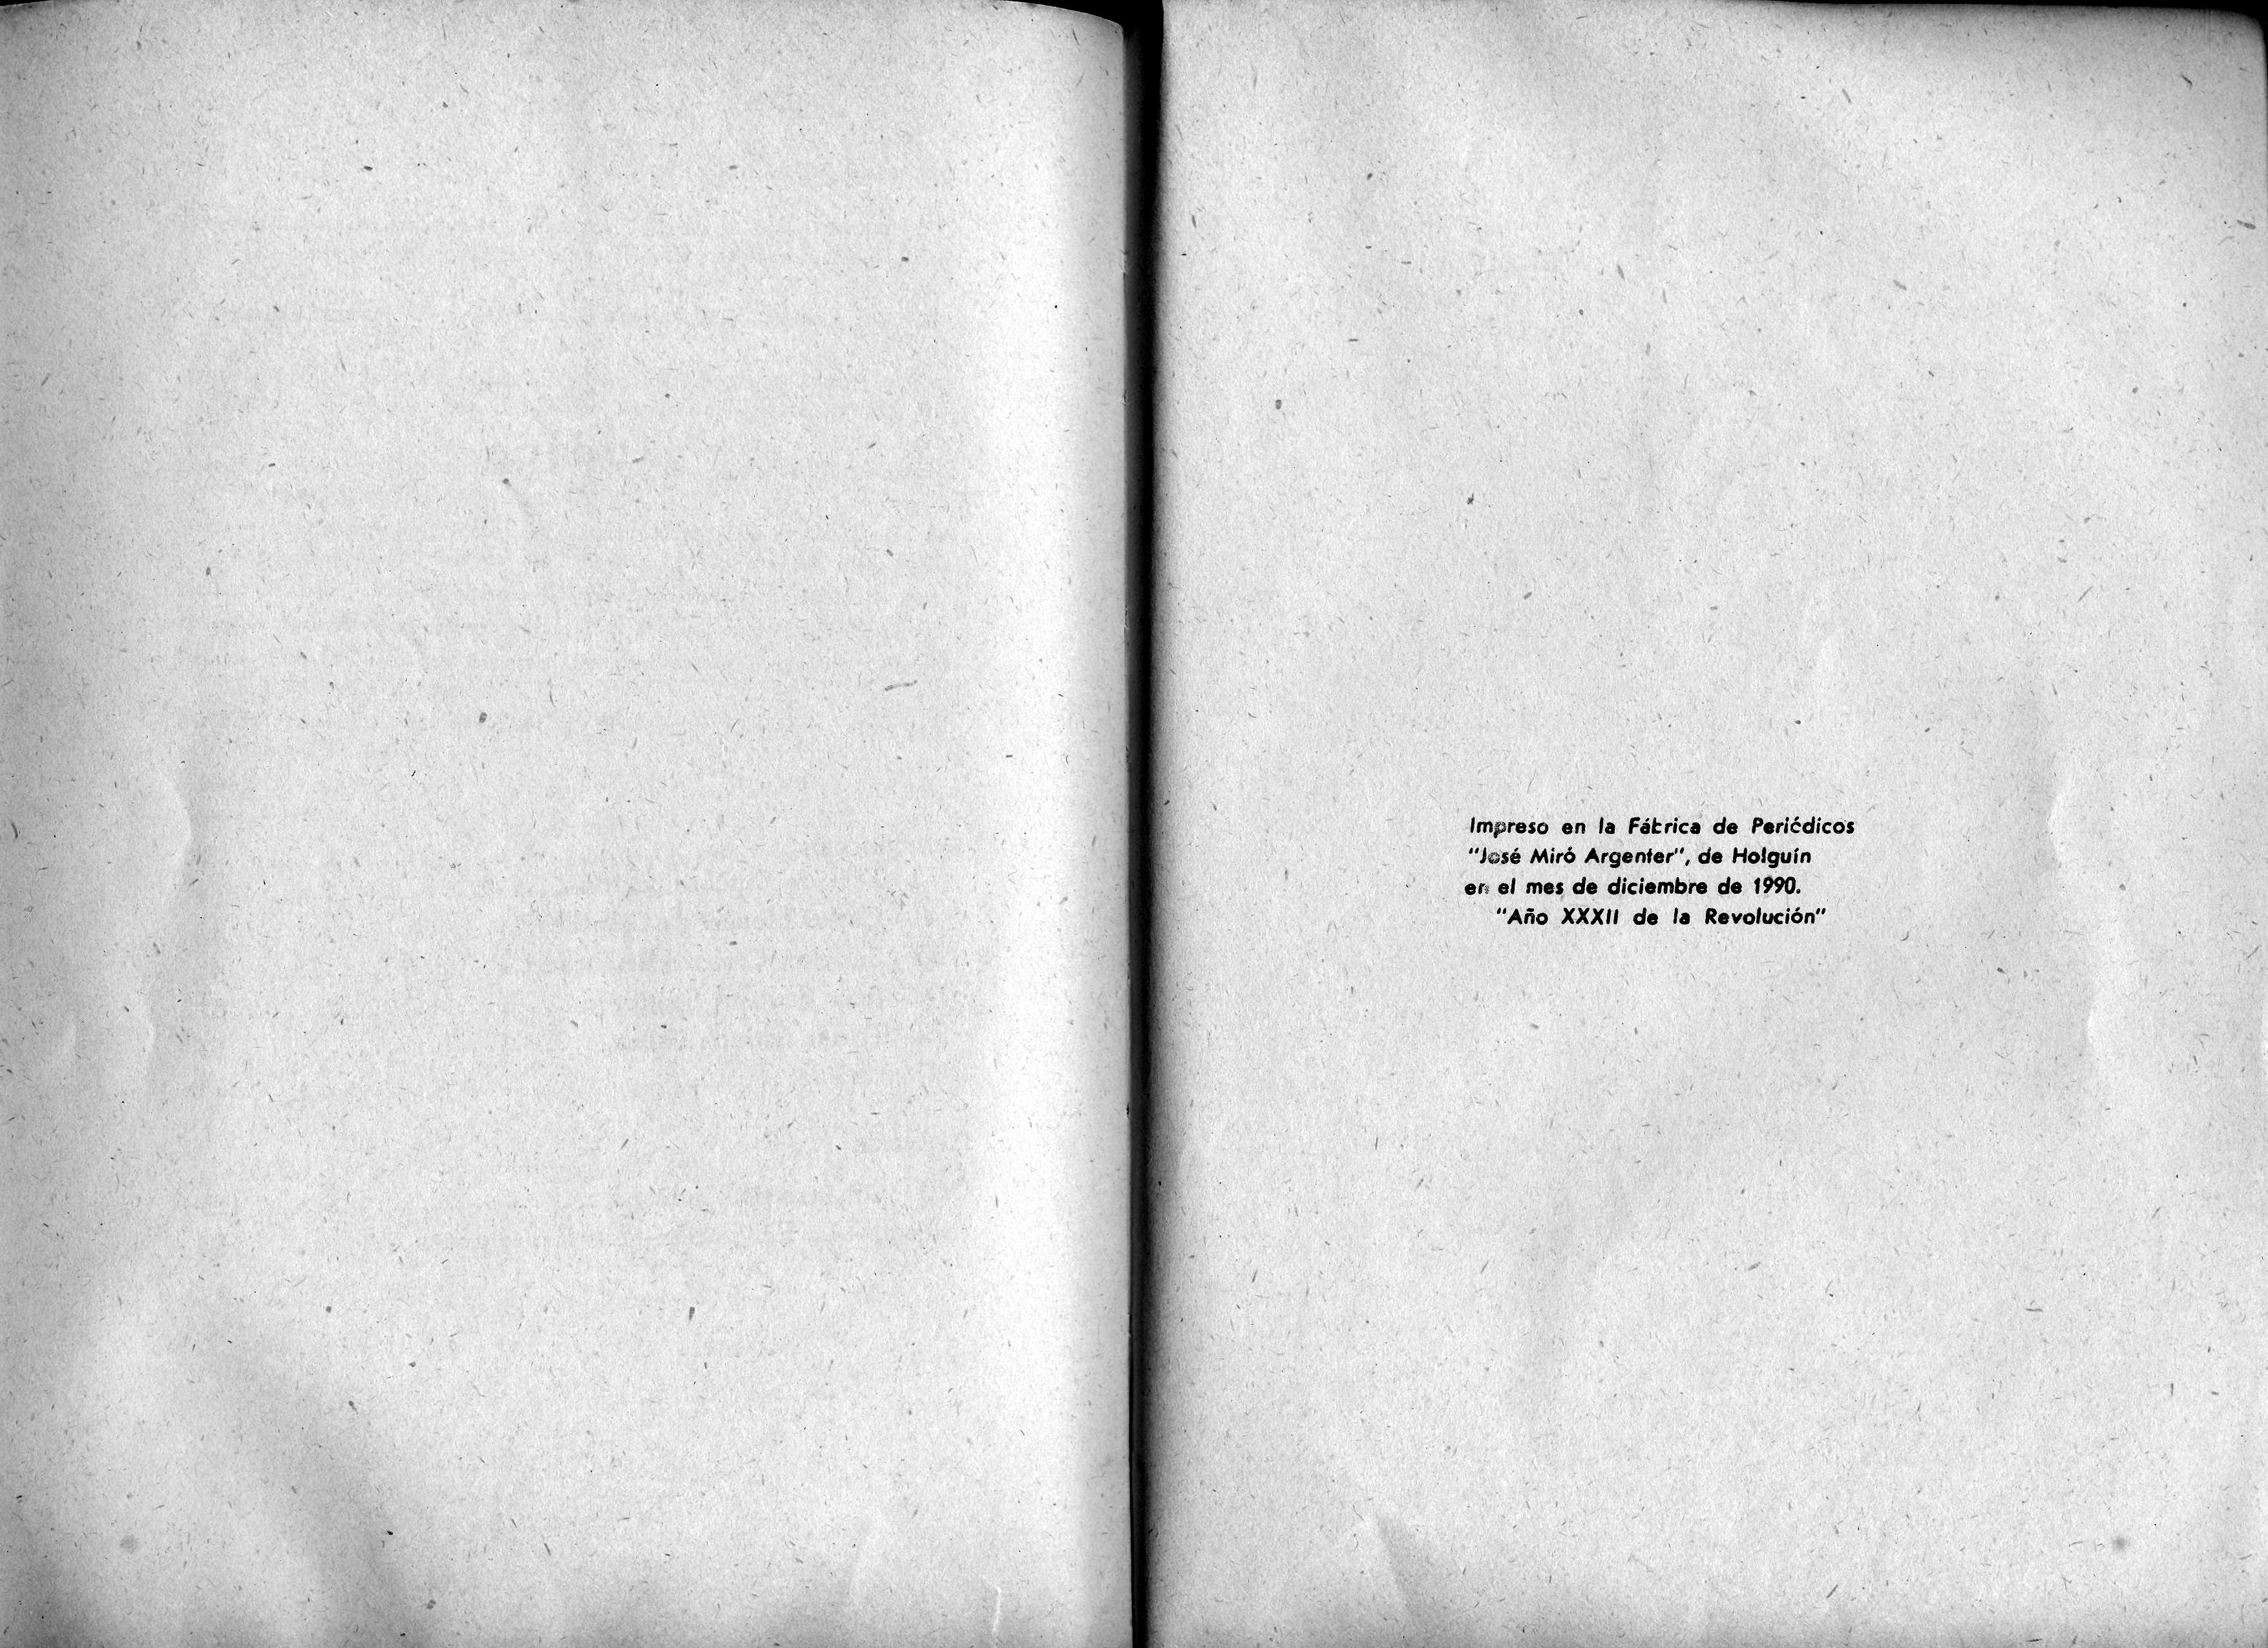 Impreso en la Fábrica de Periódicos
"José Miró Argenter", de Holguín
en el mes de diciembre de 1990.
"Año XXXII de la Revolución"